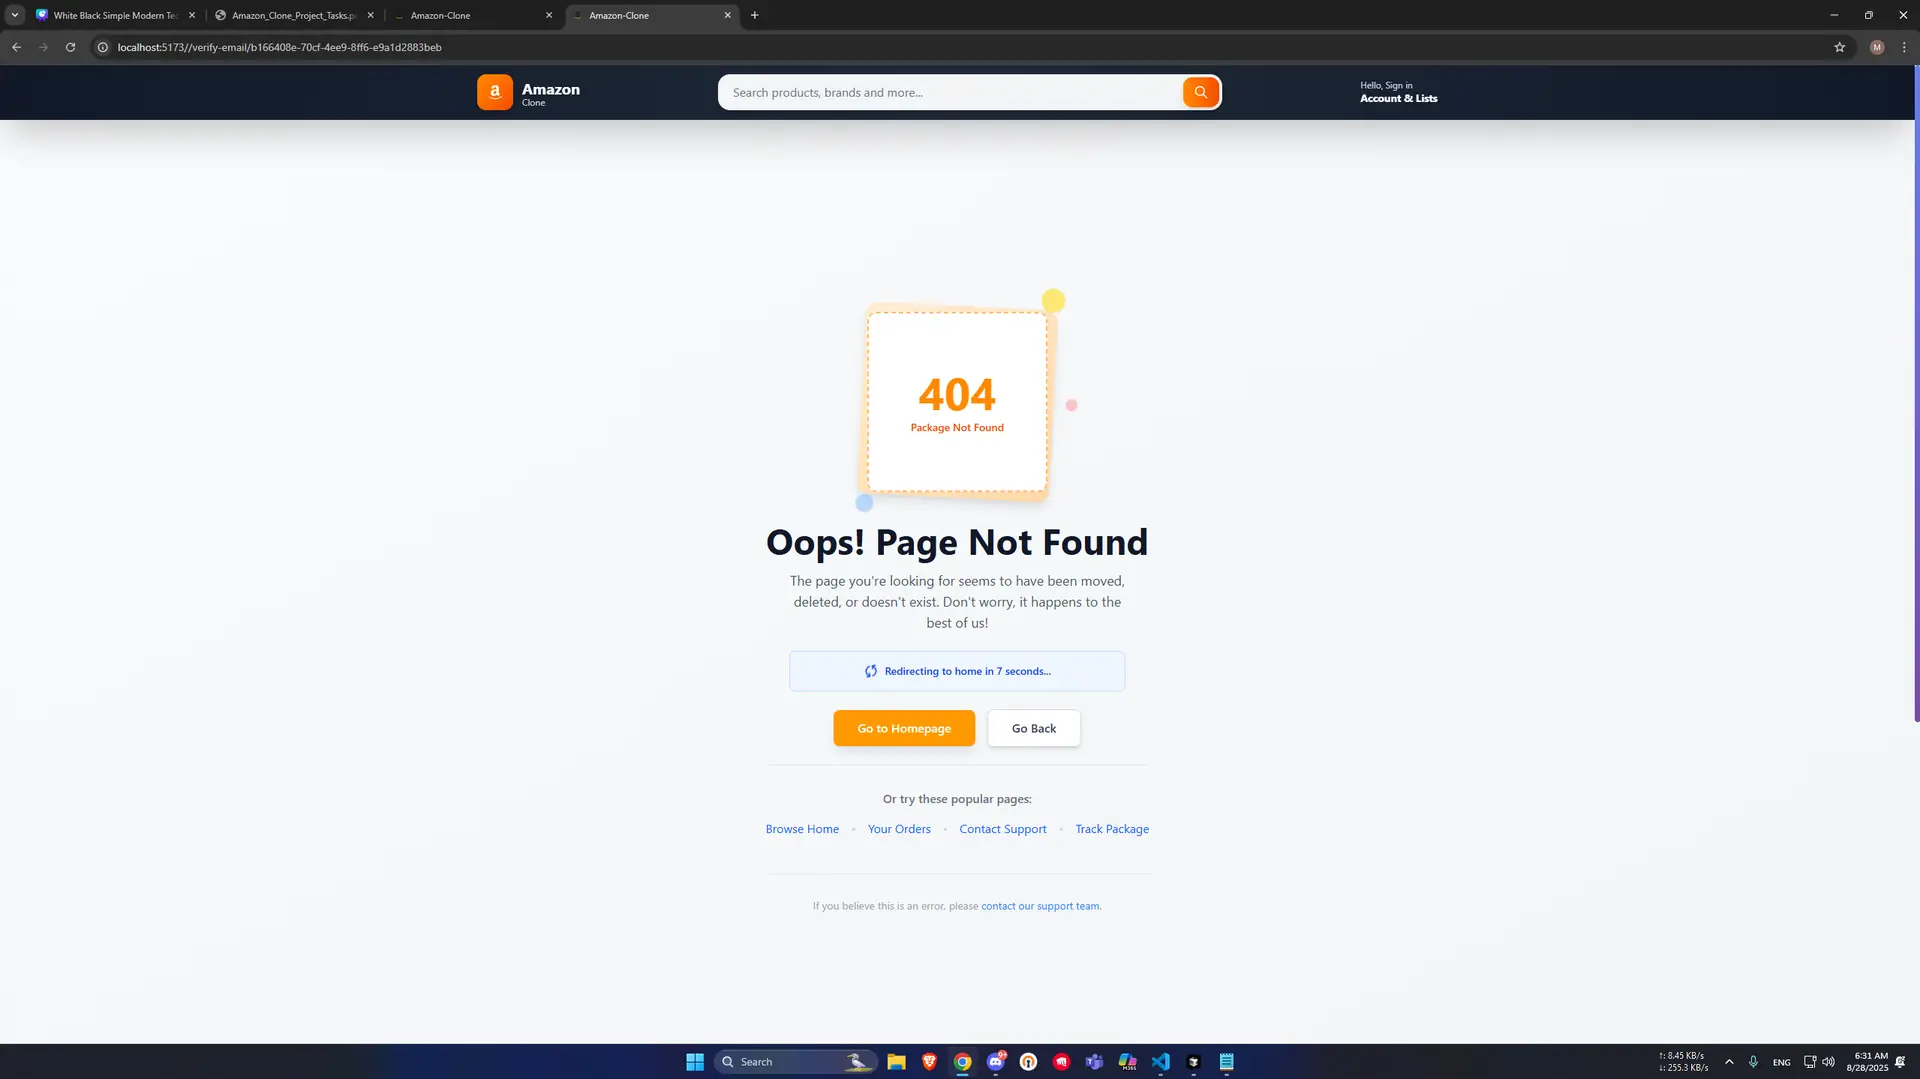 White Black Simple Modern Te
Amazon_Clone_Project_Tasks.p
Amazon-Clone
Amazon-Clone
localhost:5173//verify-email/b166408e-70cf-4ee9-8ff6-e9a1d2883beb
M
a
Amazon
Clone
Search products, brands and more...
Hello, Sign in
Account & Lists
404
Package Not Found
Oops! Page Not Found
The page you're looking for seems to have been moved,
deleted, or doesn't exist. Don't worry, it happens to the
best of us!
Redirecting to home in 7 seconds...
Go to Homepage
Go Back
Or try these popular pages:
Browse Home • Your Orders • Contact Support • Track Package
If you believe this is an error, please contact our support team.
Search
9+
M365
↑: 8.45 KB/s
↓: 255.3 KB/s
ENG
6:31 AM
8/28/2025